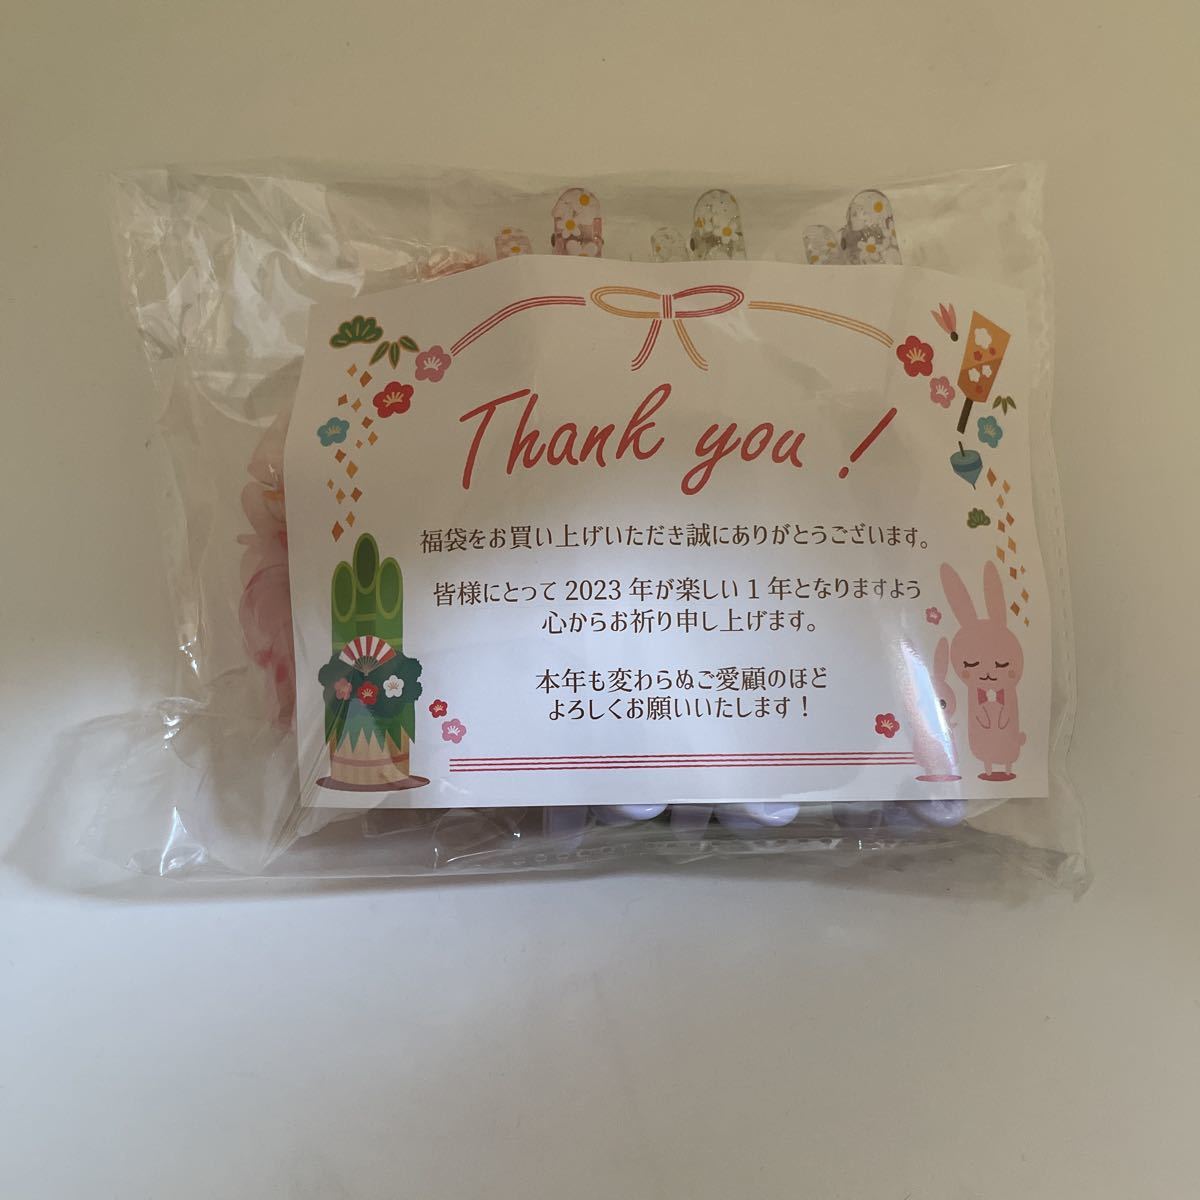 Thank you !
福袋をお買い上げいただき誠にありがとうございます。
皆様にとって 2023 年が楽しい 1 年となりますよう
心からお祈り申し上げます。
本年も変わらぬご愛顧のほど
よろしくお願いいたします！